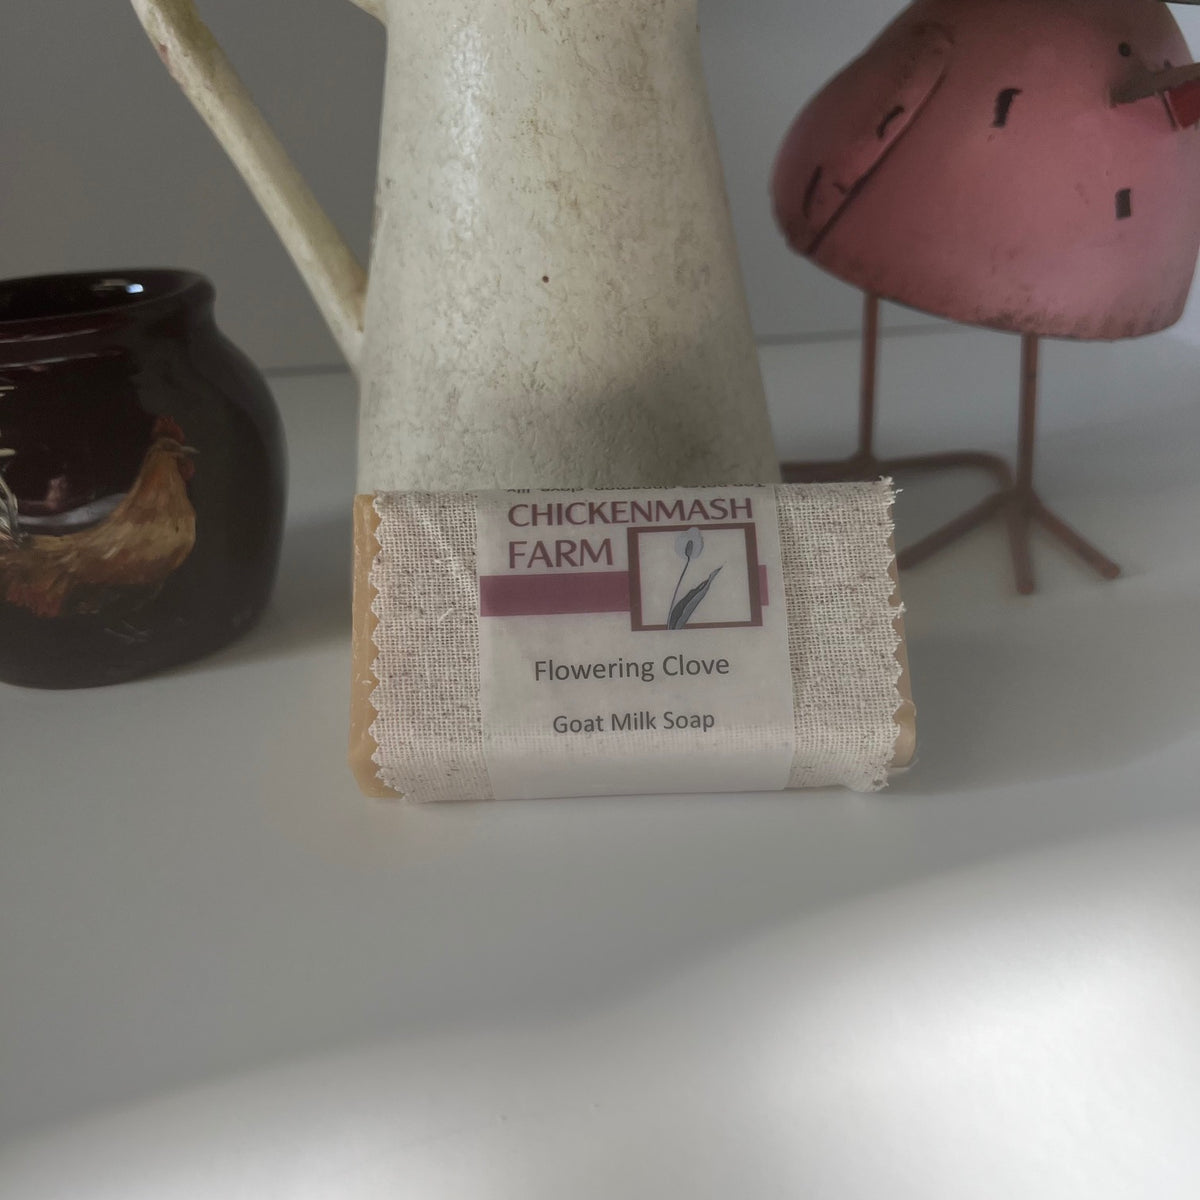 CHICKENMASH
FARM
Flowering Clove
Goat Milk Soap